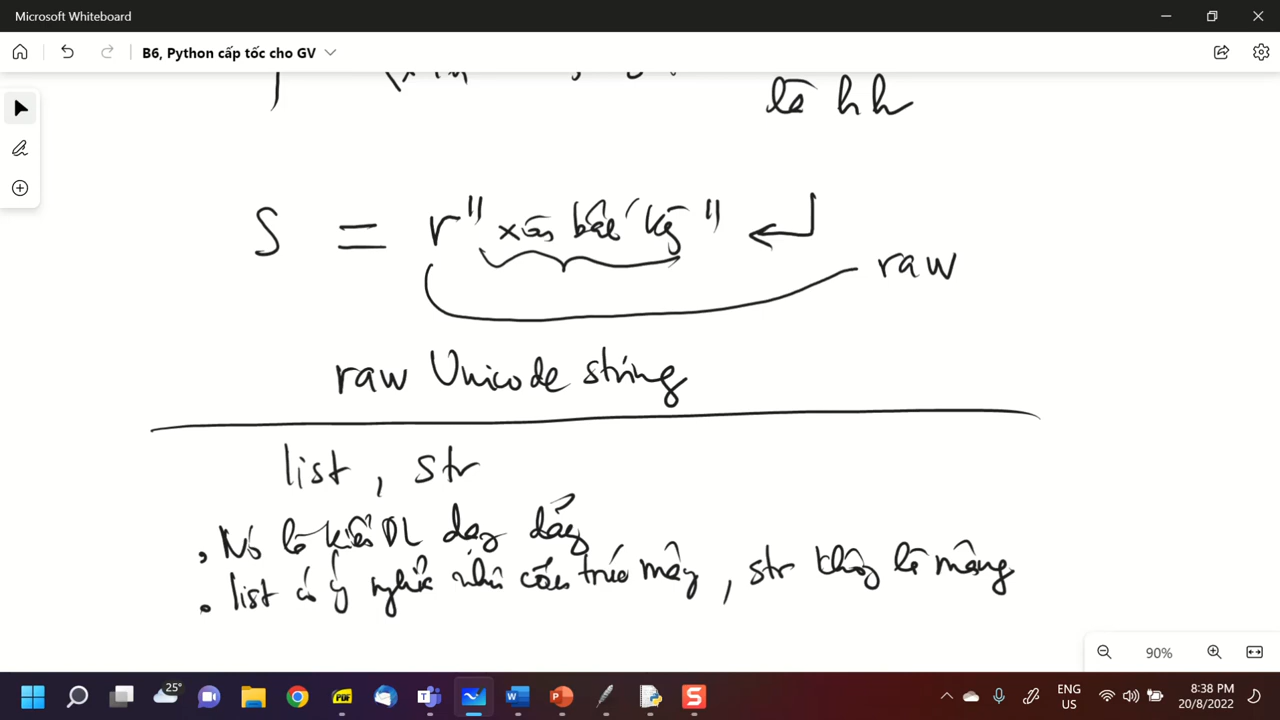 Microsoft Whiteboard
B6, Python cấp tốc cho GV
là hh
S = r"xâu bất kỳ"
raw
raw Unicode string
list, str
Nó là kiểu DL dạng dãy
list có ý nghĩa như cấu trúc mảng, str không là mảng
90%
25°
PDF
ENG
US
8:38 PM
20/8/2022